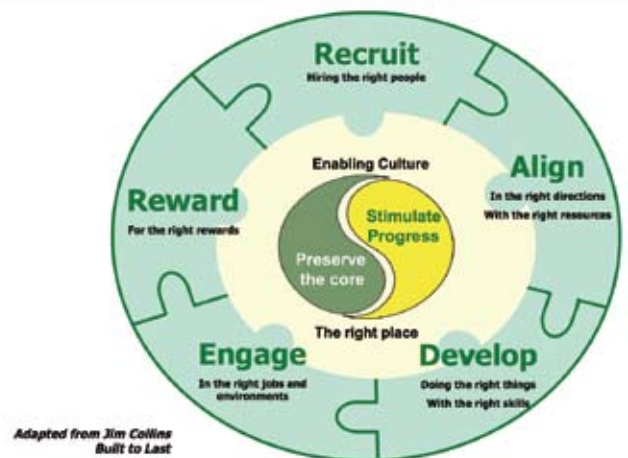 Recruit
Hiring the right people
Align
In the right directions
With the right resources
Develop
Doing the right things
With the right skills
Engage
In the right jobs and
environments
Reward
For the right rewards
Enabling Culture
Stimulate
Progress
Preserve
the core
The right place
Adapted from Jim Collins
Built to Last